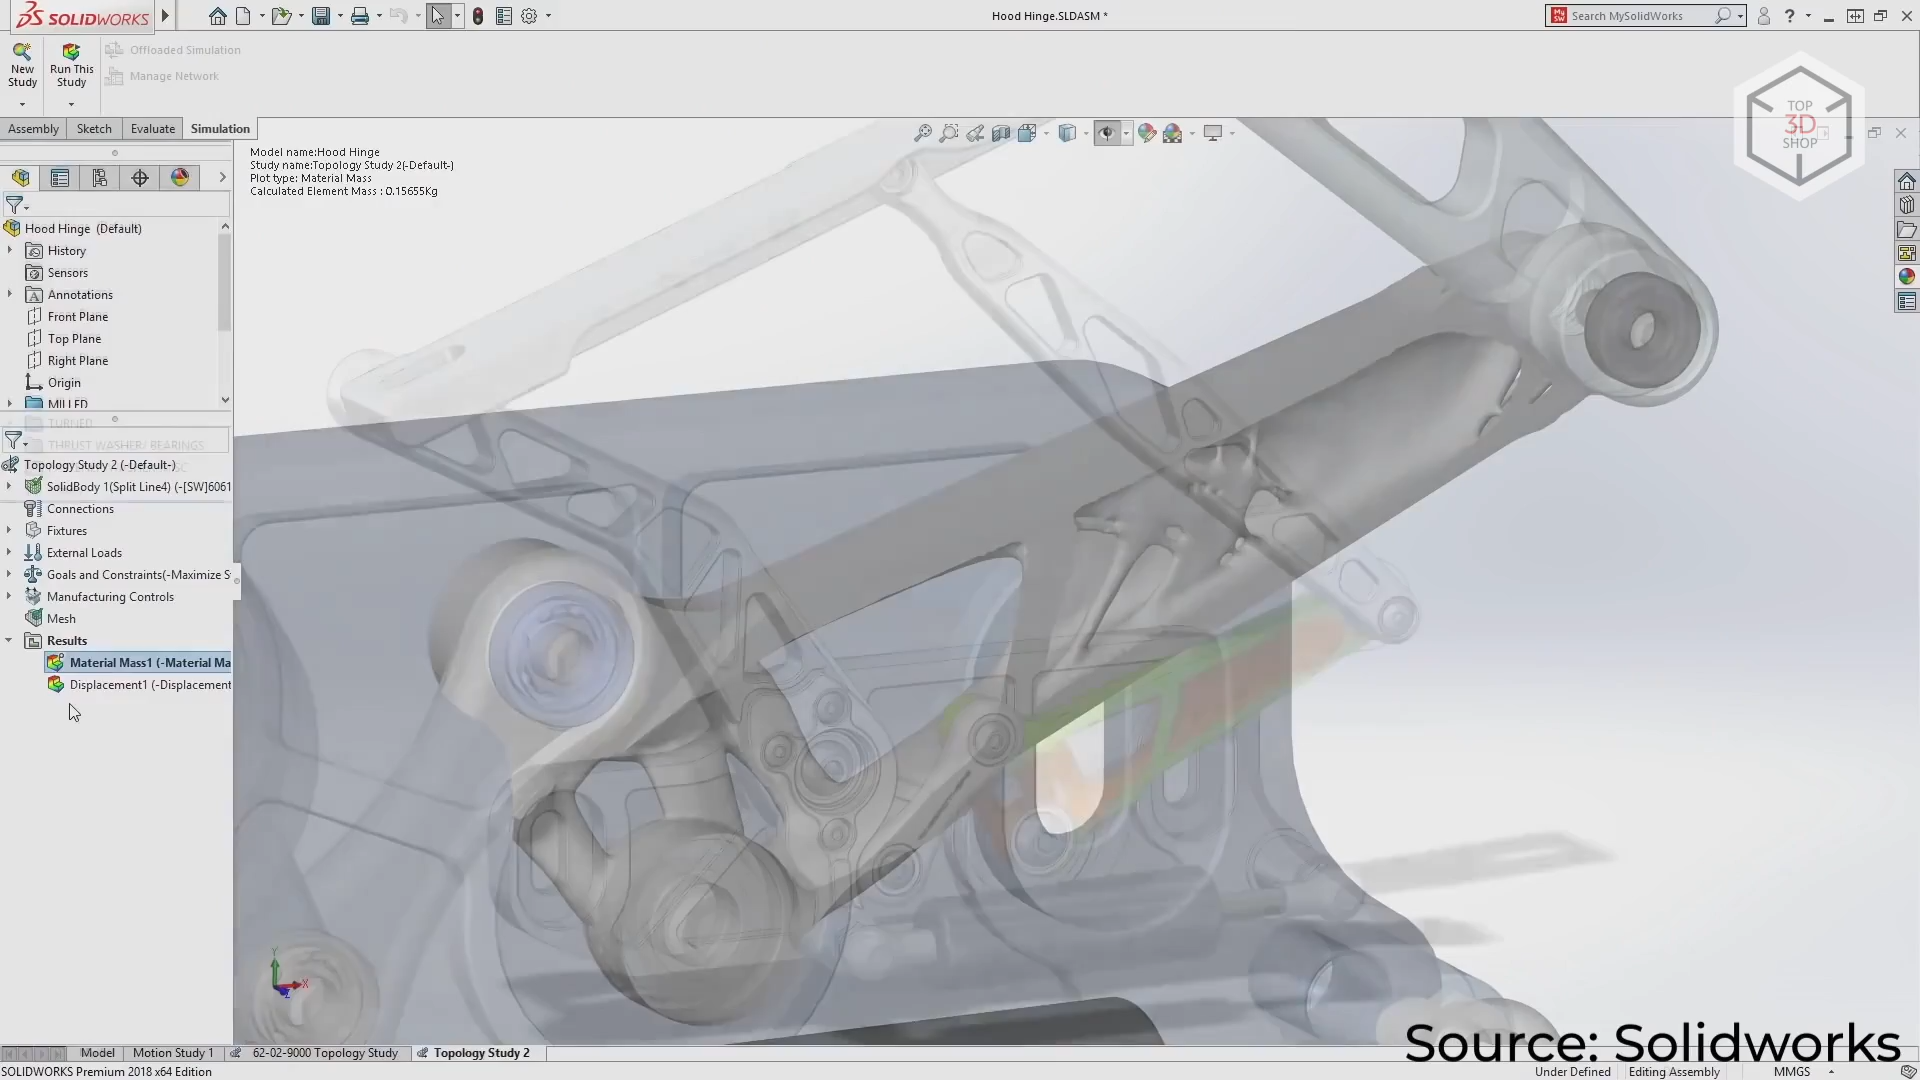 SOLIDWORKS
Hood Hinge.SLDASM *
Search MySolidWorks
New Study
Run This Study
Offloaded Simulation
Manage Network
Assembly
Sketch
Evaluate
Simulation
TOP
3D
SHOP
Model name:Hood Hinge
Study name:Topology Study 2(-Default-)
Plot type: Material Mass
Calculated Element Mass : 0.15655Kg
Hood Hinge (Default)
History
Sensors
Annotations
Front Plane
Top Plane
Right Plane
Origin
MILLED
TURNED
THRUST WASHER/ BEARINGS
Topology Study 2 (-Default-)
SolidBody 1(Split Line4) (-[SW]6061
Connections
Fixtures
External Loads
Goals and Constraints(-Maximize S
Manufacturing Controls
Mesh
Results
Material Mass1 (-Material Ma
Displacement1 (-Displacement
Y
X
Z
Source: Solidworks
Model
Motion Study 1
62-02-9000 Topology Study
Topology Study 2
SOLIDWORKS Premium 2018 x64 Edition
Under Defined
Editing Assembly
MMGS